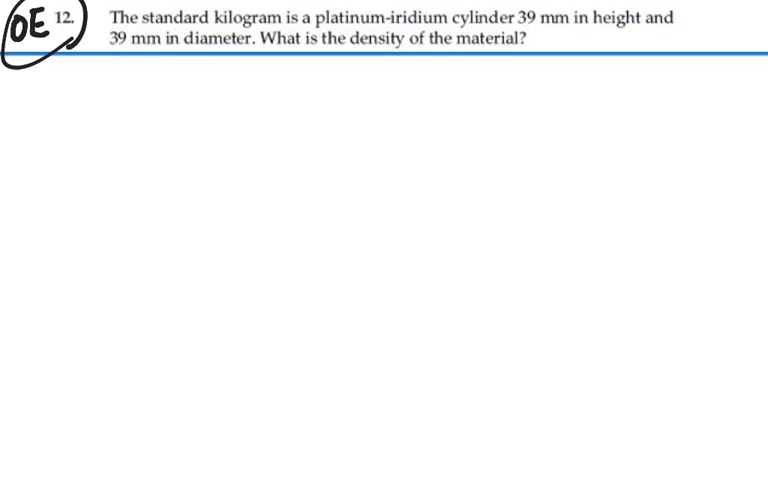 OE 12. The standard kilogram is a platinum-iridium cylinder 39 mm in height and
39 mm in diameter. What is the density of the material?